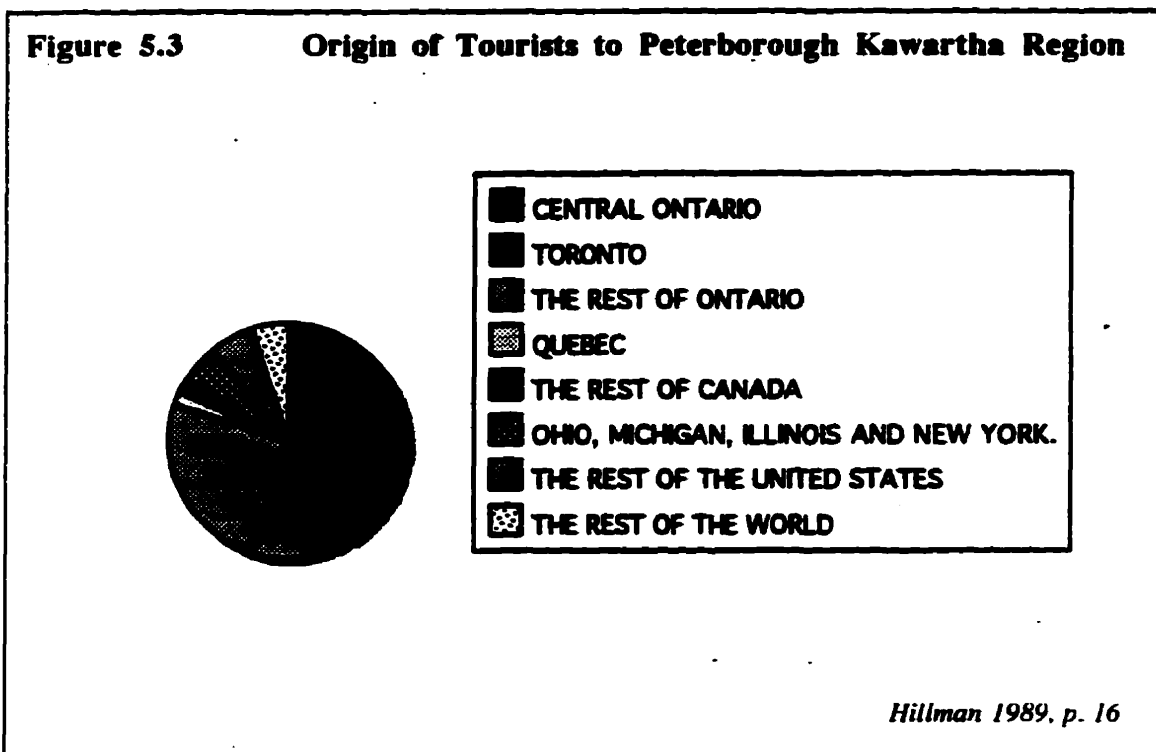 Figure 5.3 Origin of Tourists to Peterborough Kawartha Region
CENTRAL ONTARIO
TORONTO
THE REST OF ONTARIO
QUEBEC
THE REST OF CANADA
OHIO, MICHIGAN, ILLINOIS AND NEW YORK.
THE REST OF THE UNITED STATES
THE REST OF THE WORLD
Hillman 1989, p. 16